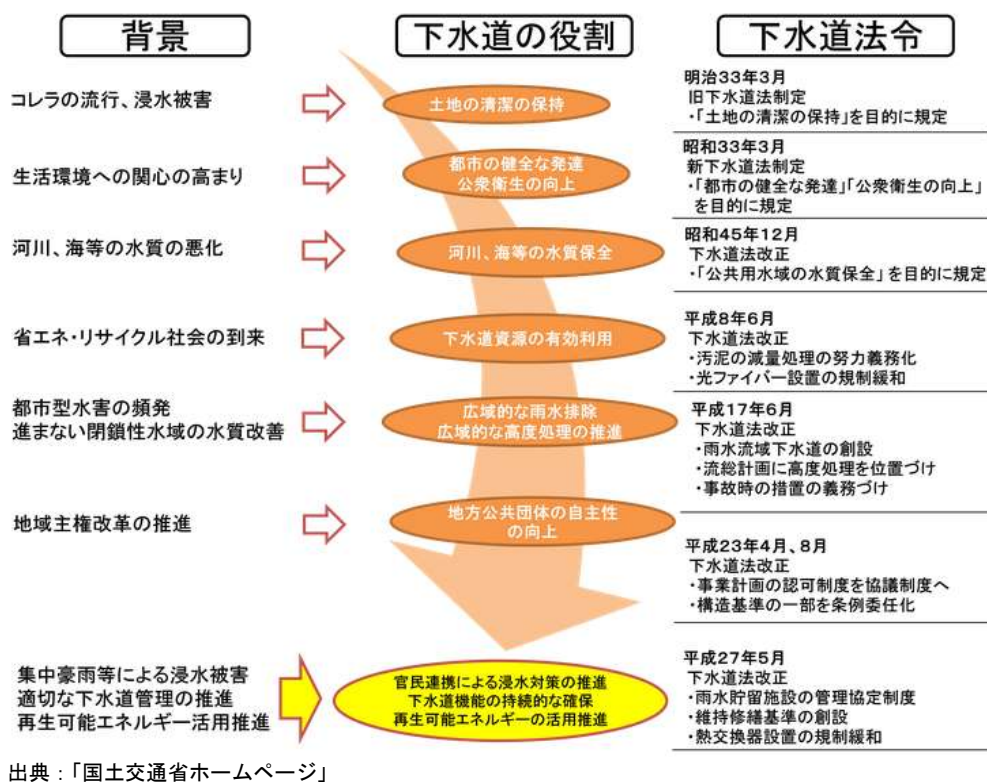 背景
下水道の役割
下水道法令
コレラの流行、浸水被害
土地の清潔の保持
明治33年3月
旧下水道法制定
・「土地の清潔の保持」を目的に規定
生活環境への関心の高まり
都市の健全な発達
公衆衛生の向上
昭和33年3月
新下水道法制定
・「都市の健全な発達」「公衆衛生の向上」
を目的に規定
河川、海等の水質の悪化
河川、海等の水質保全
昭和45年12月
下水道法改正
・「公共用水域の水質保全」を目的に規定
省エネ・リサイクル社会の到来
下水道資源の有効利用
平成8年6月
下水道法改正
・汚泥の減量処理の努力義務化
・光ファイバー設置の規制緩和
都市型水害の頻発
進まない閉鎖性水域の水質改善
広域的な雨水排除
広域的な高度処理の推進
平成17年6月
下水道法改正
・雨水流域下水道の創設
・流総計画に高度処理を位置づけ
・事故時の措置の義務づけ
地域主権改革の推進
地方公共団体の自主性
の向上
平成23年4月、8月
下水道法改正
・事業計画の認可制度を協議制度へ
・構造基準の一部を条例委任化
集中豪雨等による浸水被害
適切な下水道管理の推進
再生可能エネルギー活用推進
官民連携による浸水対策の推進
下水道機能の持続的な確保
再生可能エネルギーの活用推進
平成27年5月
下水道法改正
・雨水貯留施設の管理協定制度
・維持修繕基準の創設
・熱交換器設置の規制緩和
出典：「国土交通省ホームページ」